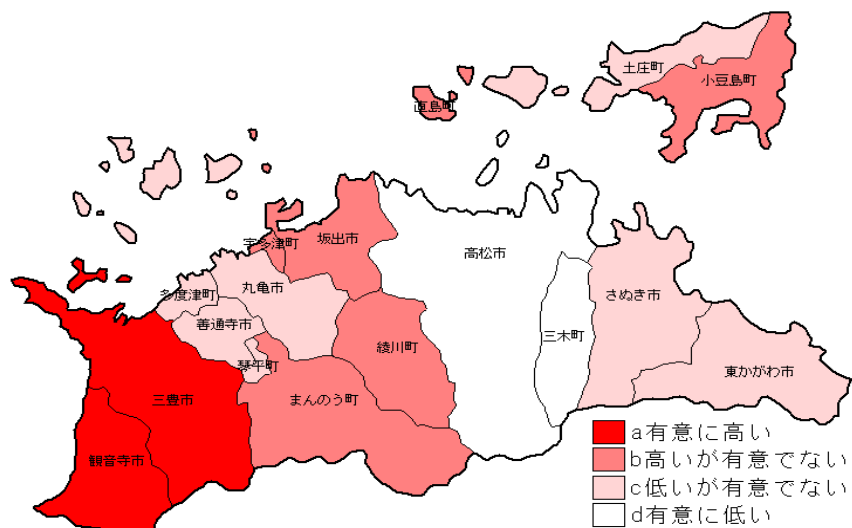 土庄町
小豆島町
直島町
宇多津町
坂出市
高松市
多度津町
丸亀市
さぬき市
善通寺市
三木町
琴平町
綾川町
東かがわ市
三豊市
まんのう町
観音寺市
a有意に高い
b高いが有意でない
c低いが有意でない
d有意に低い